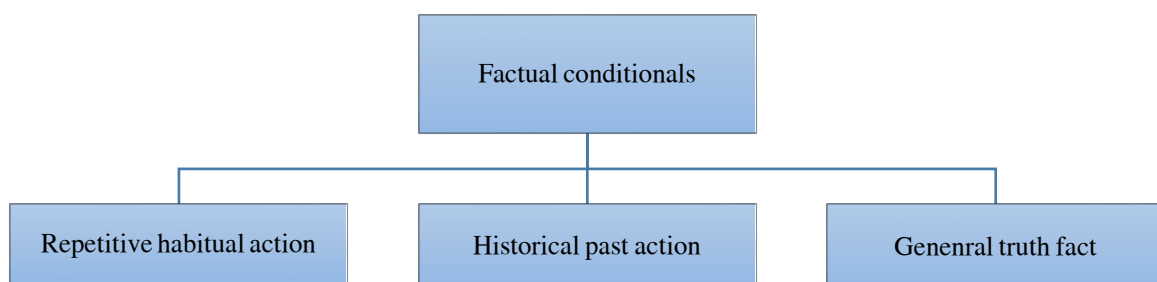 Factual conditionals
Repetitive habitual action
Historical past action
Genenral truth fact